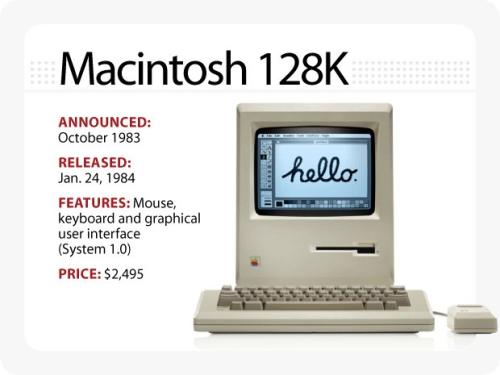 Macintosh 128K
ANNOUNCED:
October 1983
RELEASED:
Jan. 24, 1984
FEATURES: Mouse,
keyboard and graphical
user interface
(System 1.0)
PRICE: $2,495
hello.